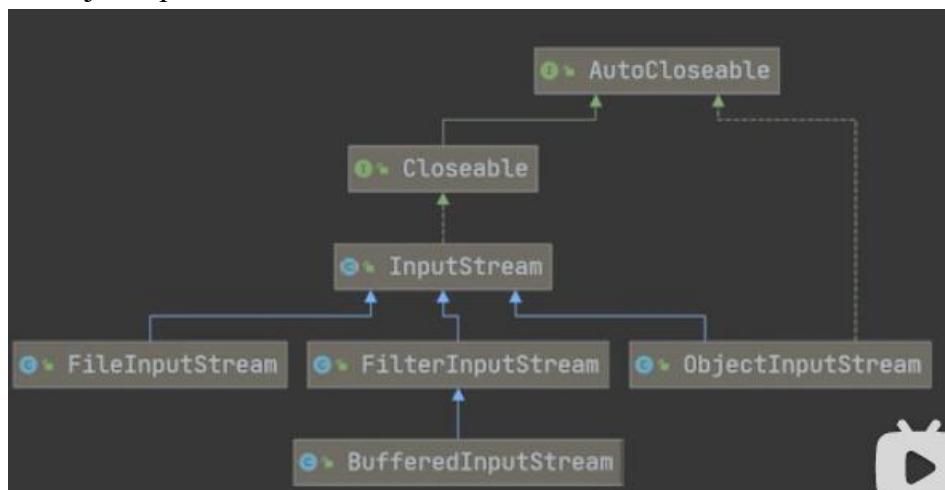 AutoCloseable
Closeable
InputStream
FileInputStream FilterInputStream ObjectInputStream
BufferedInputStream